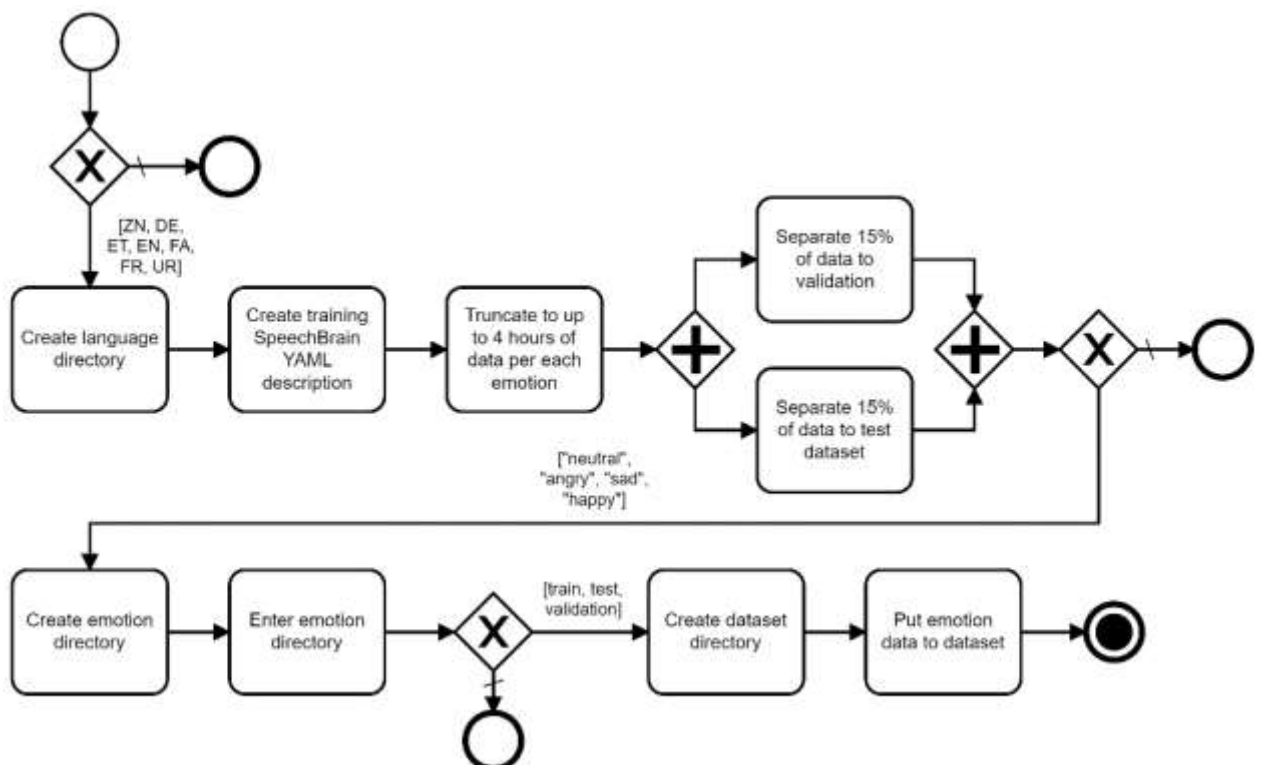 [ZN, DE,
ET, EN, FA,
FR, UR]
Create language
directory
Create training
SpeechBrain
YAML
description
Truncate to up
to 4 hours of
data per each
emotion
Separate 15%
of data to
validation
Separate 15%
of data to test
dataset
["neutral",
"angry", "sad",
"happy"]
Create emotion
directory
Enter emotion
directory
[train, test,
validation]
Create dataset
directory
Put emotion
data to dataset